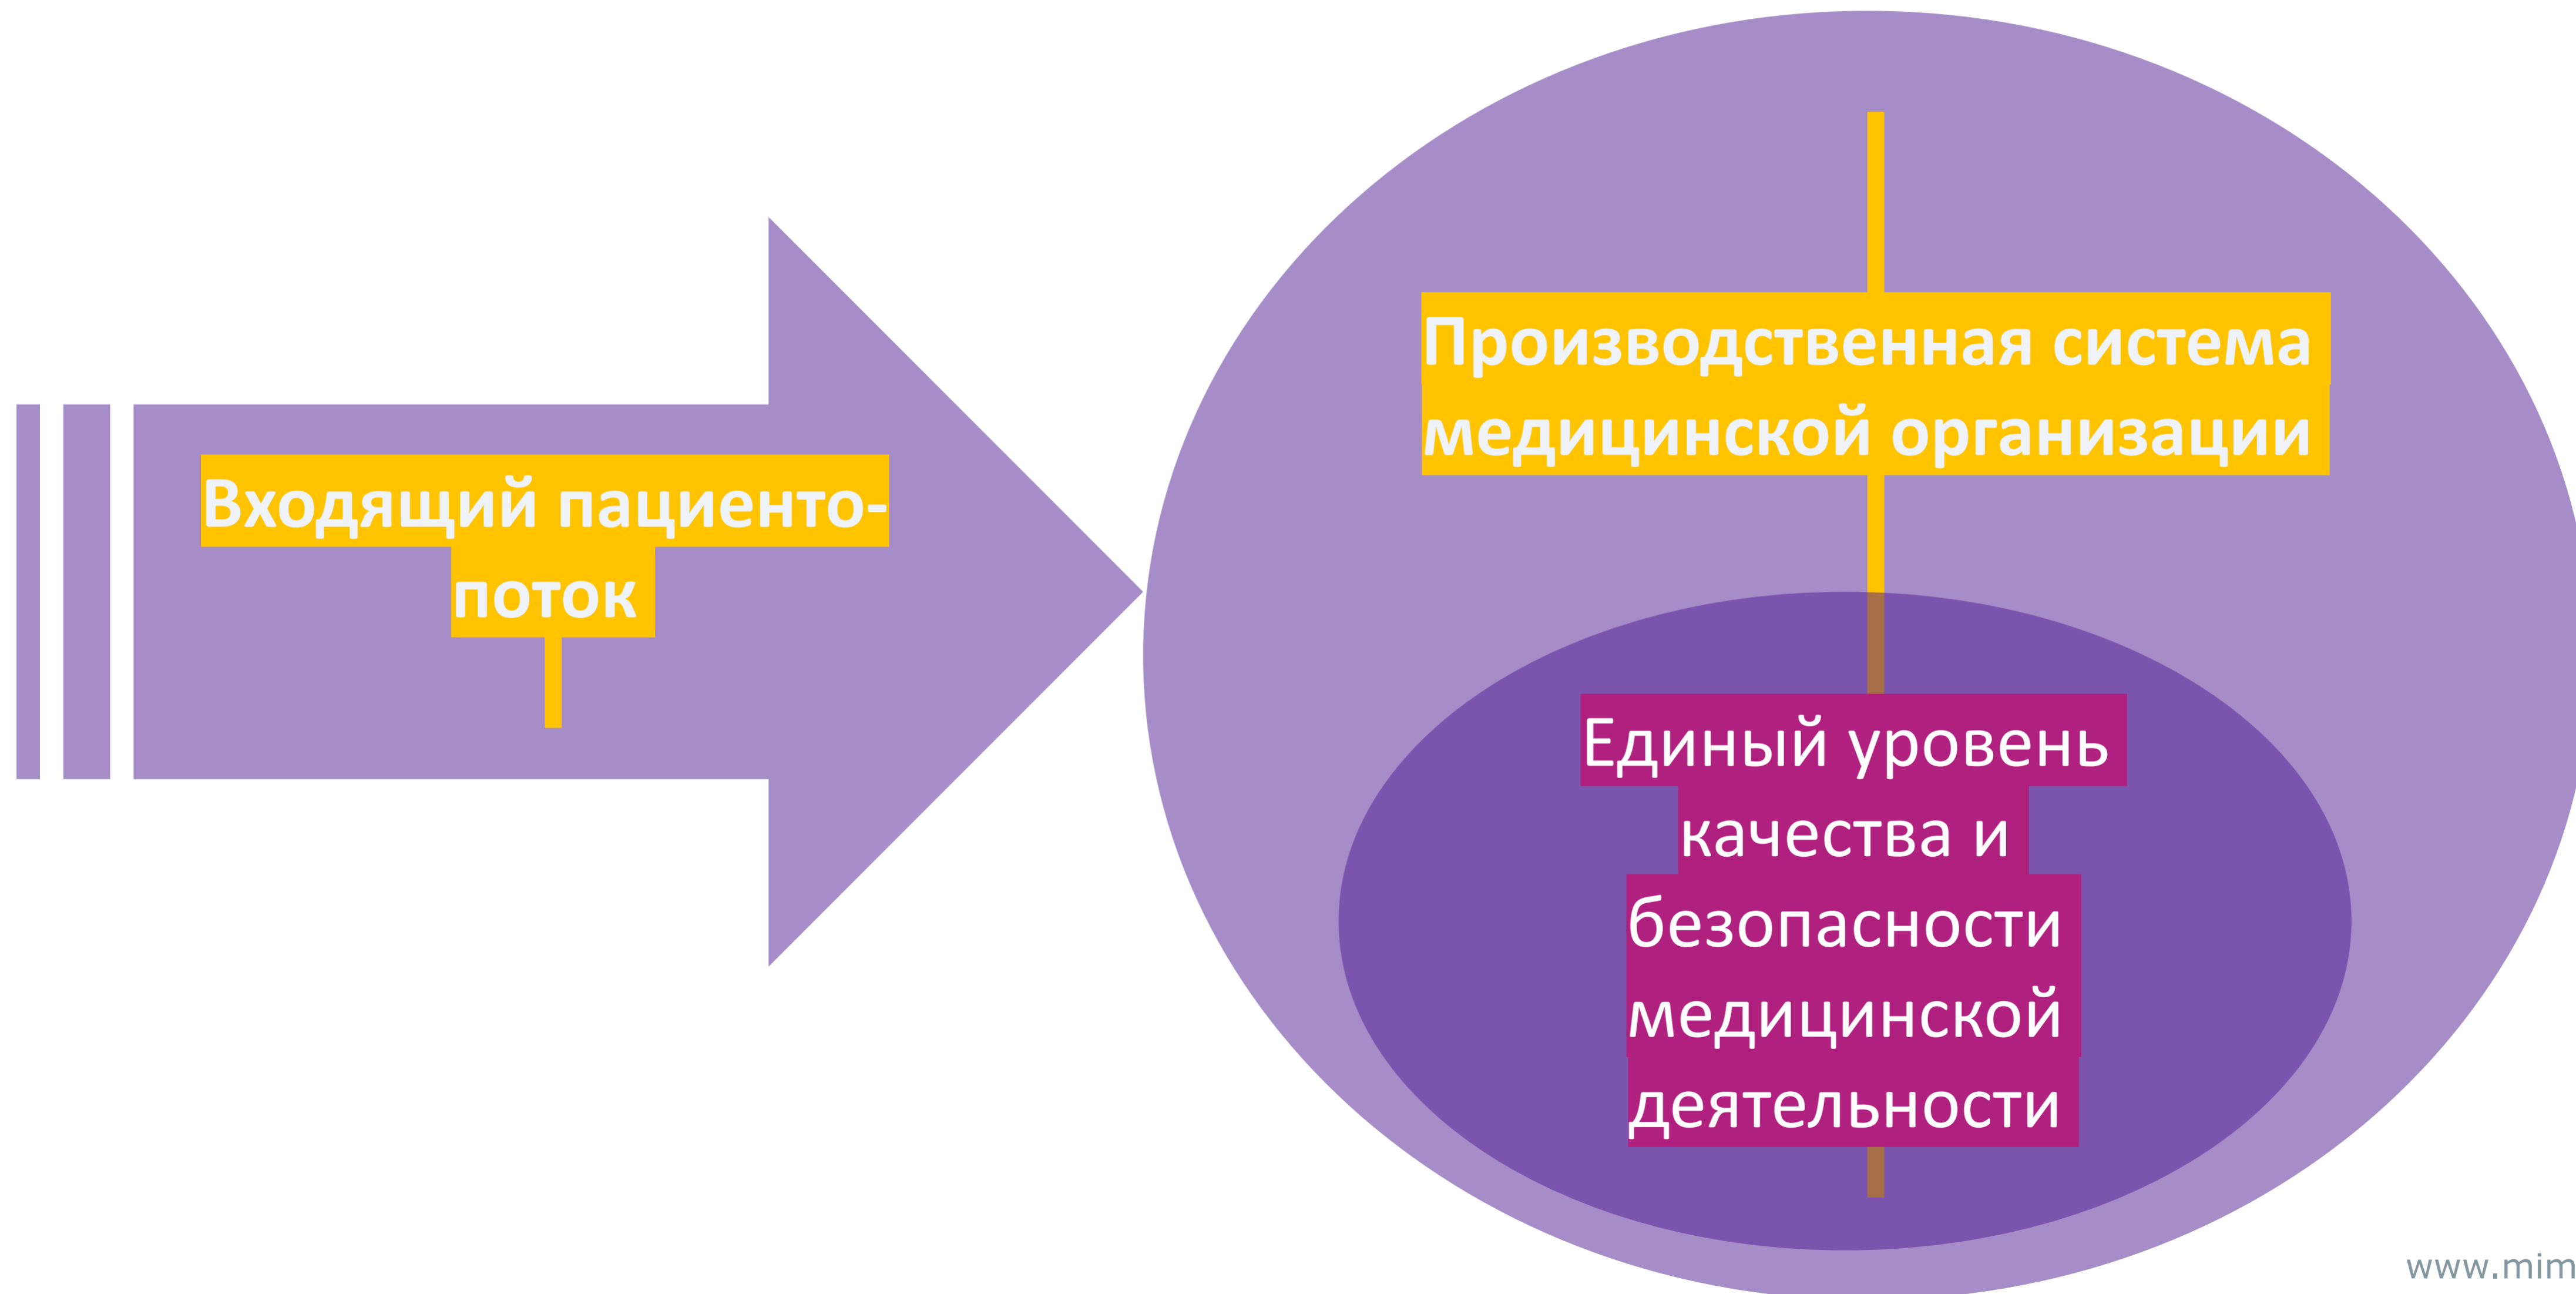 Входящий пациенто-
поток
Производственная система
медицинской организации
Единый уровень
качества и
безопасности
медицинской
деятельности
www.mim